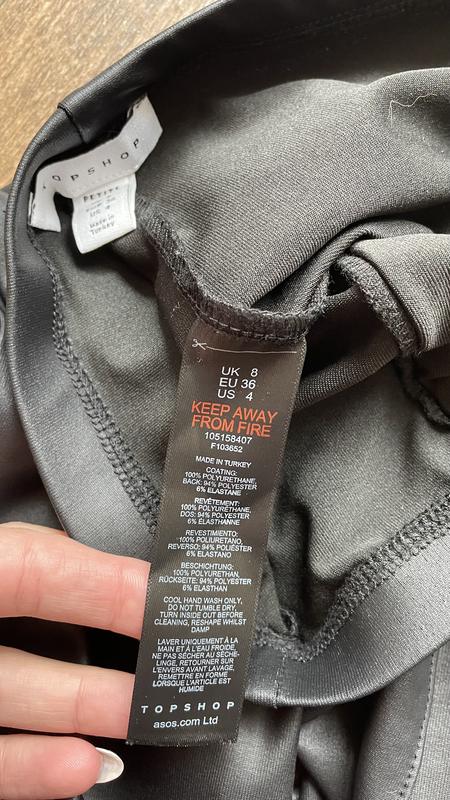 TOPSHOP
PETITE
US 4
Made in
Turkey
UK 8
EU 36
US 4
KEEP AWAY
FROM FIRE
105158407
F103652
MADE IN TURKEY
COATING:
100% POLYURETHANE,
BACK: 94% POLYESTER
6% ELASTANE
REVÊTEMENT:
100% POLYURETHANE,
DOS: 94% POLYESTER
6% ÉLASTHANNE
REVESTIMIENTO:
100% POLIURETANO,
REVERSO: 94% POLIÉSTER
6% ELASTANO
BESCHICHTUNG:
100% POLYURETHAN,
RÜCKSEITE: 94% POLYESTER
6% ELASTHAN
COOL HAND WASH ONLY,
DO NOT TUMBLE DRY,
TURN INSIDE OUT BEFORE
CLEANING, RESHAPE WHILST
DAMP
LAVER UNIQUEMENT À LA
MAIN ET À L'EAU FROIDE,
NE PAS SÉCHER AU SÈCHE-
LINGE, RETOURNER SUR
L'ENVERS AVANT LAVAGE,
REMETTRE EN FORME
LORSQUE L'ARTICLE EST
HUMIDE
TOPSHOP
asos.com Ltd